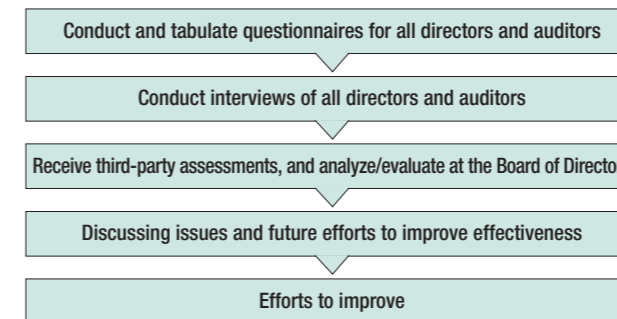 Conduct and tabulate questionnaires for all directors and auditors
Conduct interviews of all directors and auditors
Receive third-party assessments, and analyze/evaluate at the Board of Directo
Discussing issues and future efforts to improve effectiveness
Efforts to improve